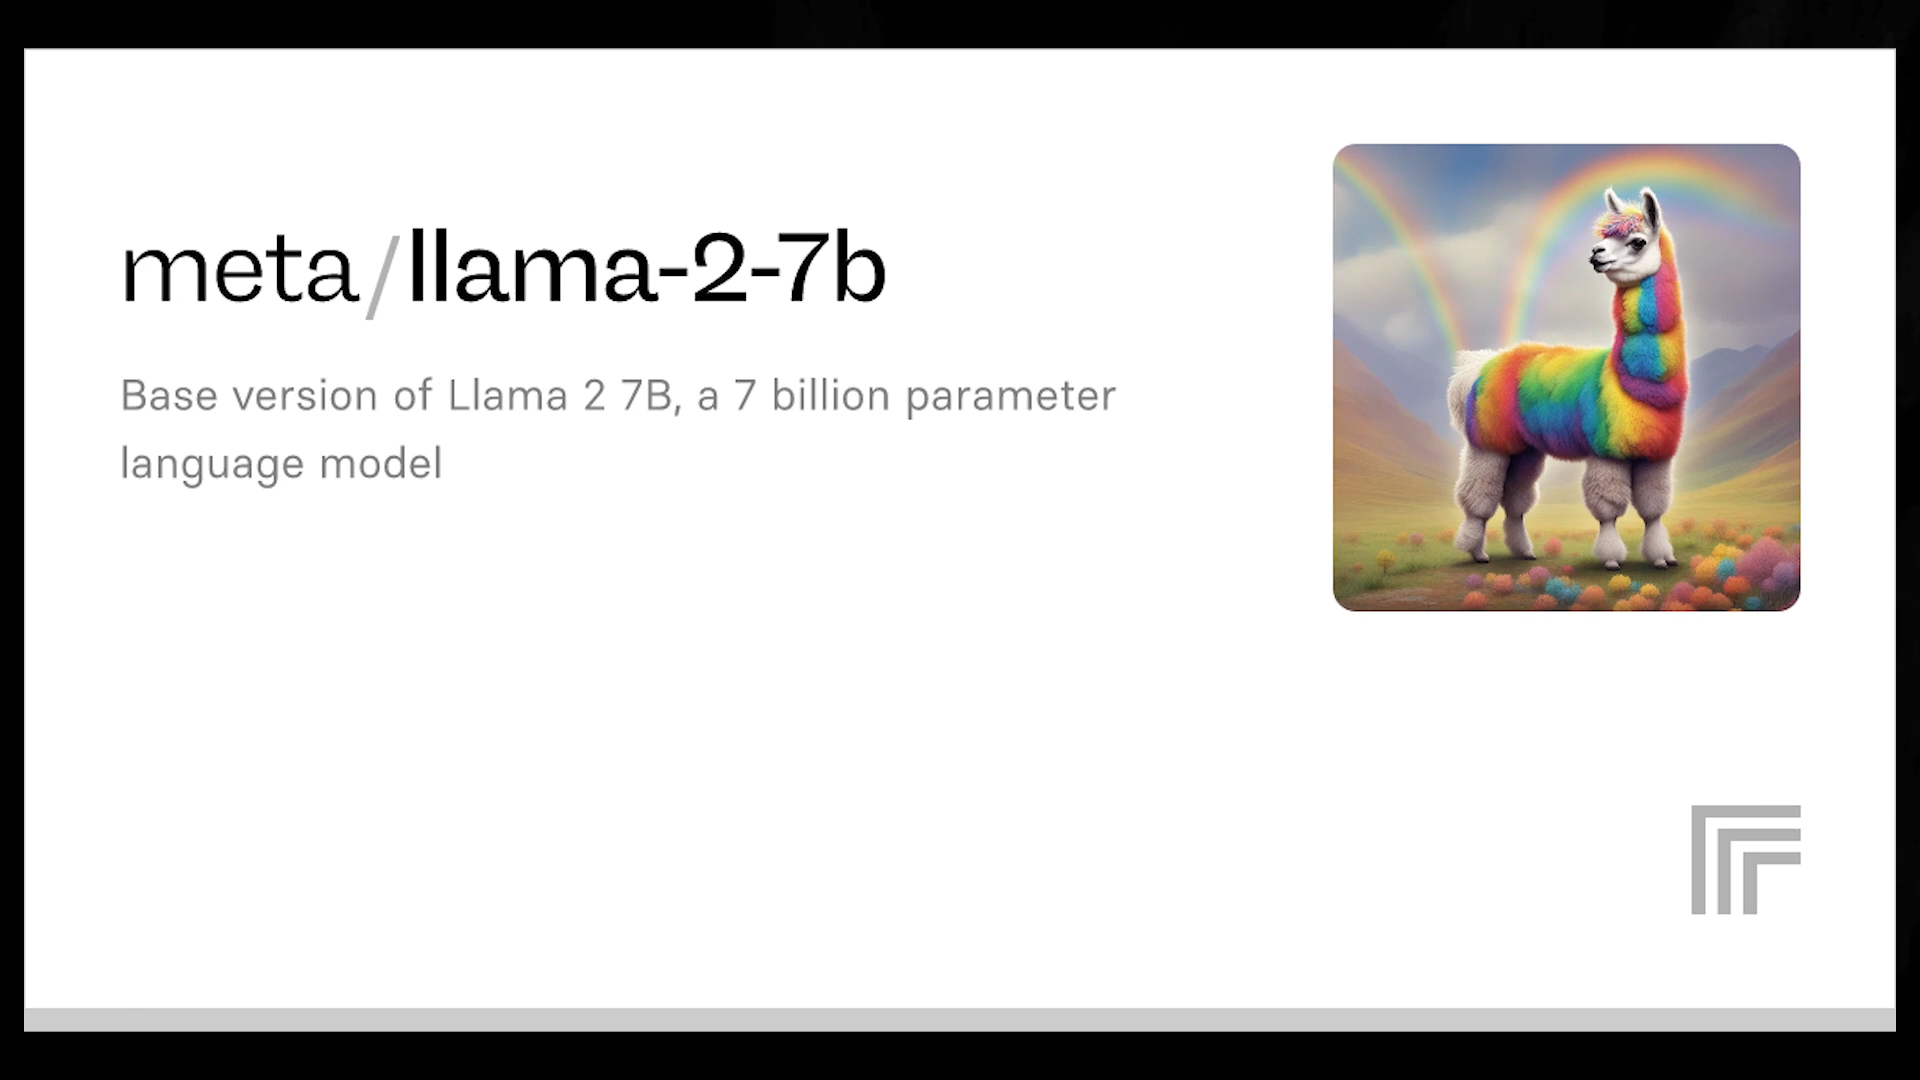 meta/llama-2-7b
Base version of Llama 2 7B, a 7 billion parameter
language model